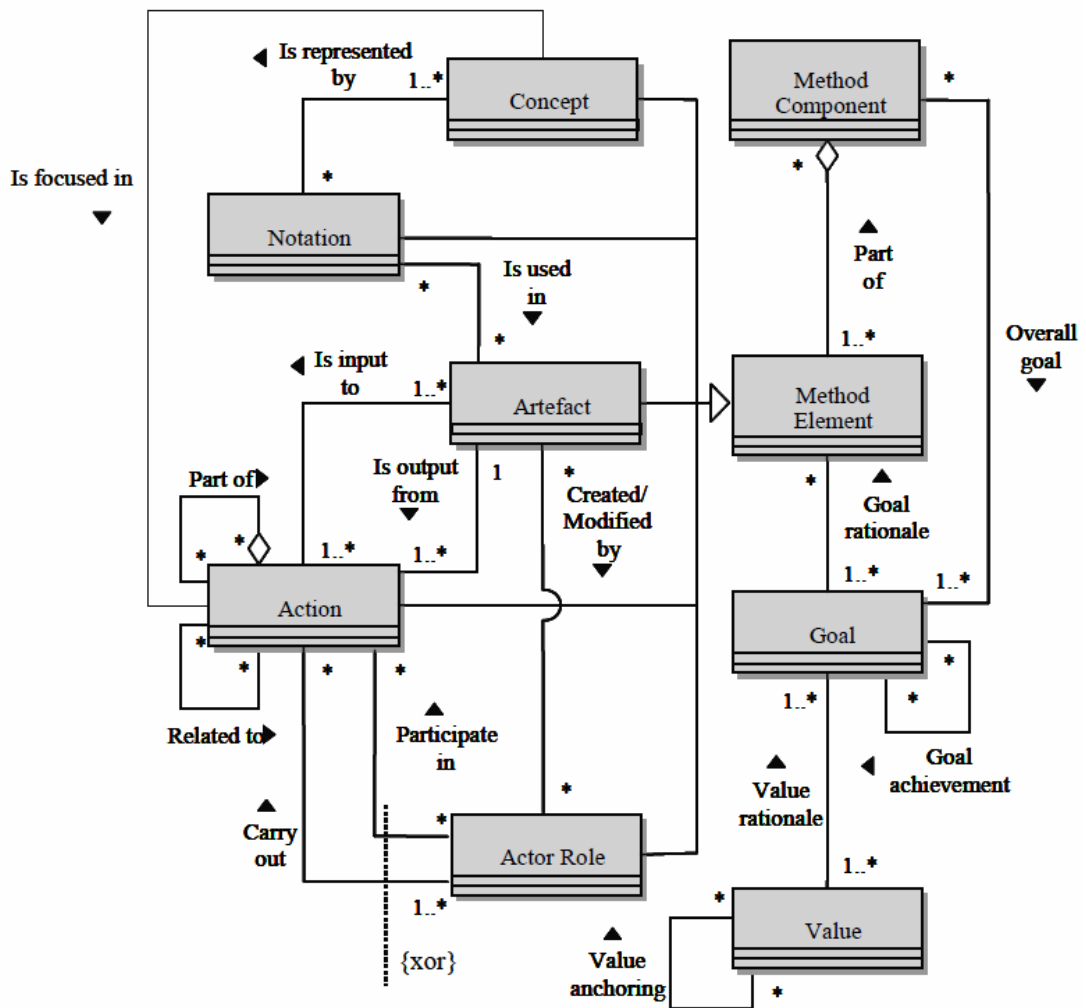 Is represented
by
1..*
Concept
Method
Component
*
*
Is focused in
*
Notation
*
Is used
in
*
Part
of
1..*
Overall
goal
Is input
to
1..*
Artefact
Method
Element
Part of
Is output
from
1
*
Created/
Modified
by
*
Goal
rationale
*
*
1..*
1..*
1..*
1..*
Action
Goal
*
*
*
*
*
*
1..*
Related to
Participate
in
Goal
achievement
Value
rationale
Carry
out
*
*
Actor Role
1..*
1..*
{xor}
*
Value
Value
anchoring
*